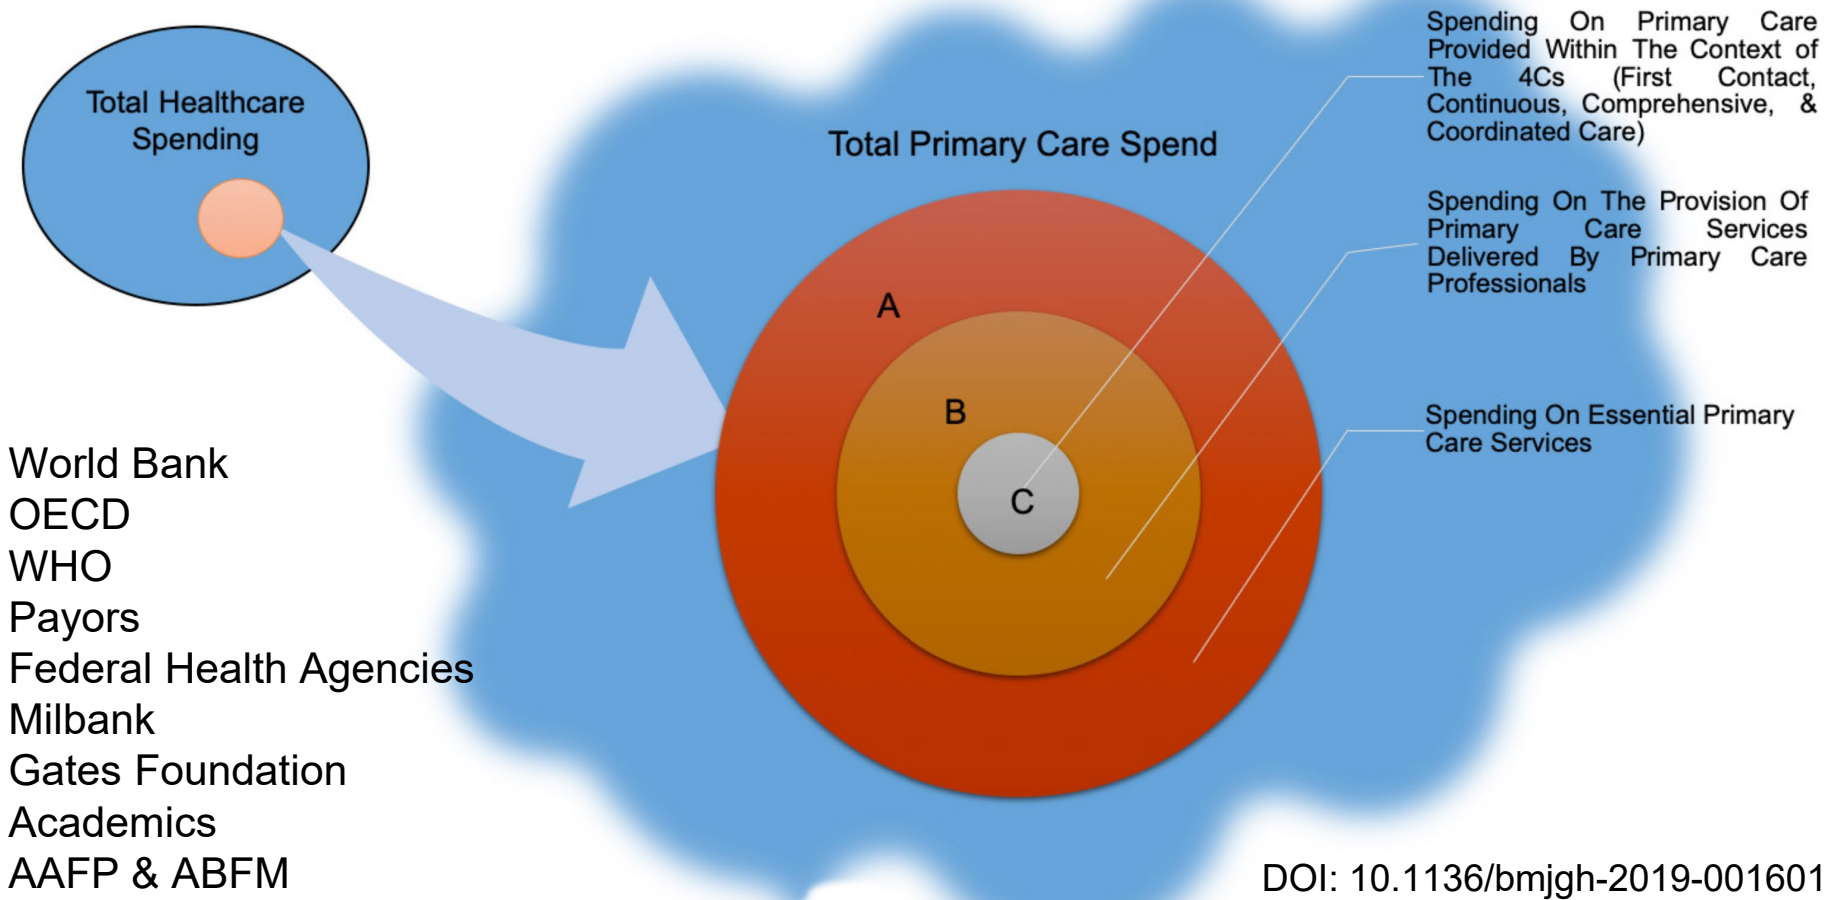 Total Healthcare
Spending
Total Primary Care Spend
Spending On Primary Care
Provided Within The Context of
The 4Cs (First Contact,
Continuous, Comprehensive, &
Coordinated Care)
Spending On The Provision Of
Primary Care Services
Delivered By Primary Care
Professionals
Spending On Essential Primary
Care Services
A
B
C
World Bank
OECD
WHO
Payors
Federal Health Agencies
Milbank
Gates Foundation
Academics
AAFP & ABFM
DOI: 10.1136/bmjgh-2019-001601